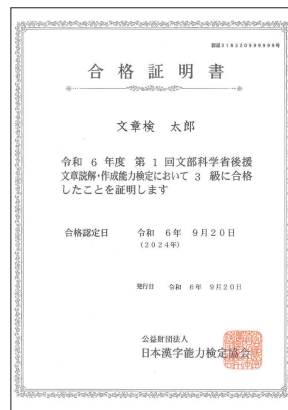 合格証明書
文章検 太郎
令和 6 年度 第 1 回文部科学省後援
文章読解・作成能力検定において 3 級に合格
したことを証明します
合格認定日 令和 6年 9月20日
(2024年)
発行日 令和 6年 9月20日
公益財団法人
日本漢字能力検定協会